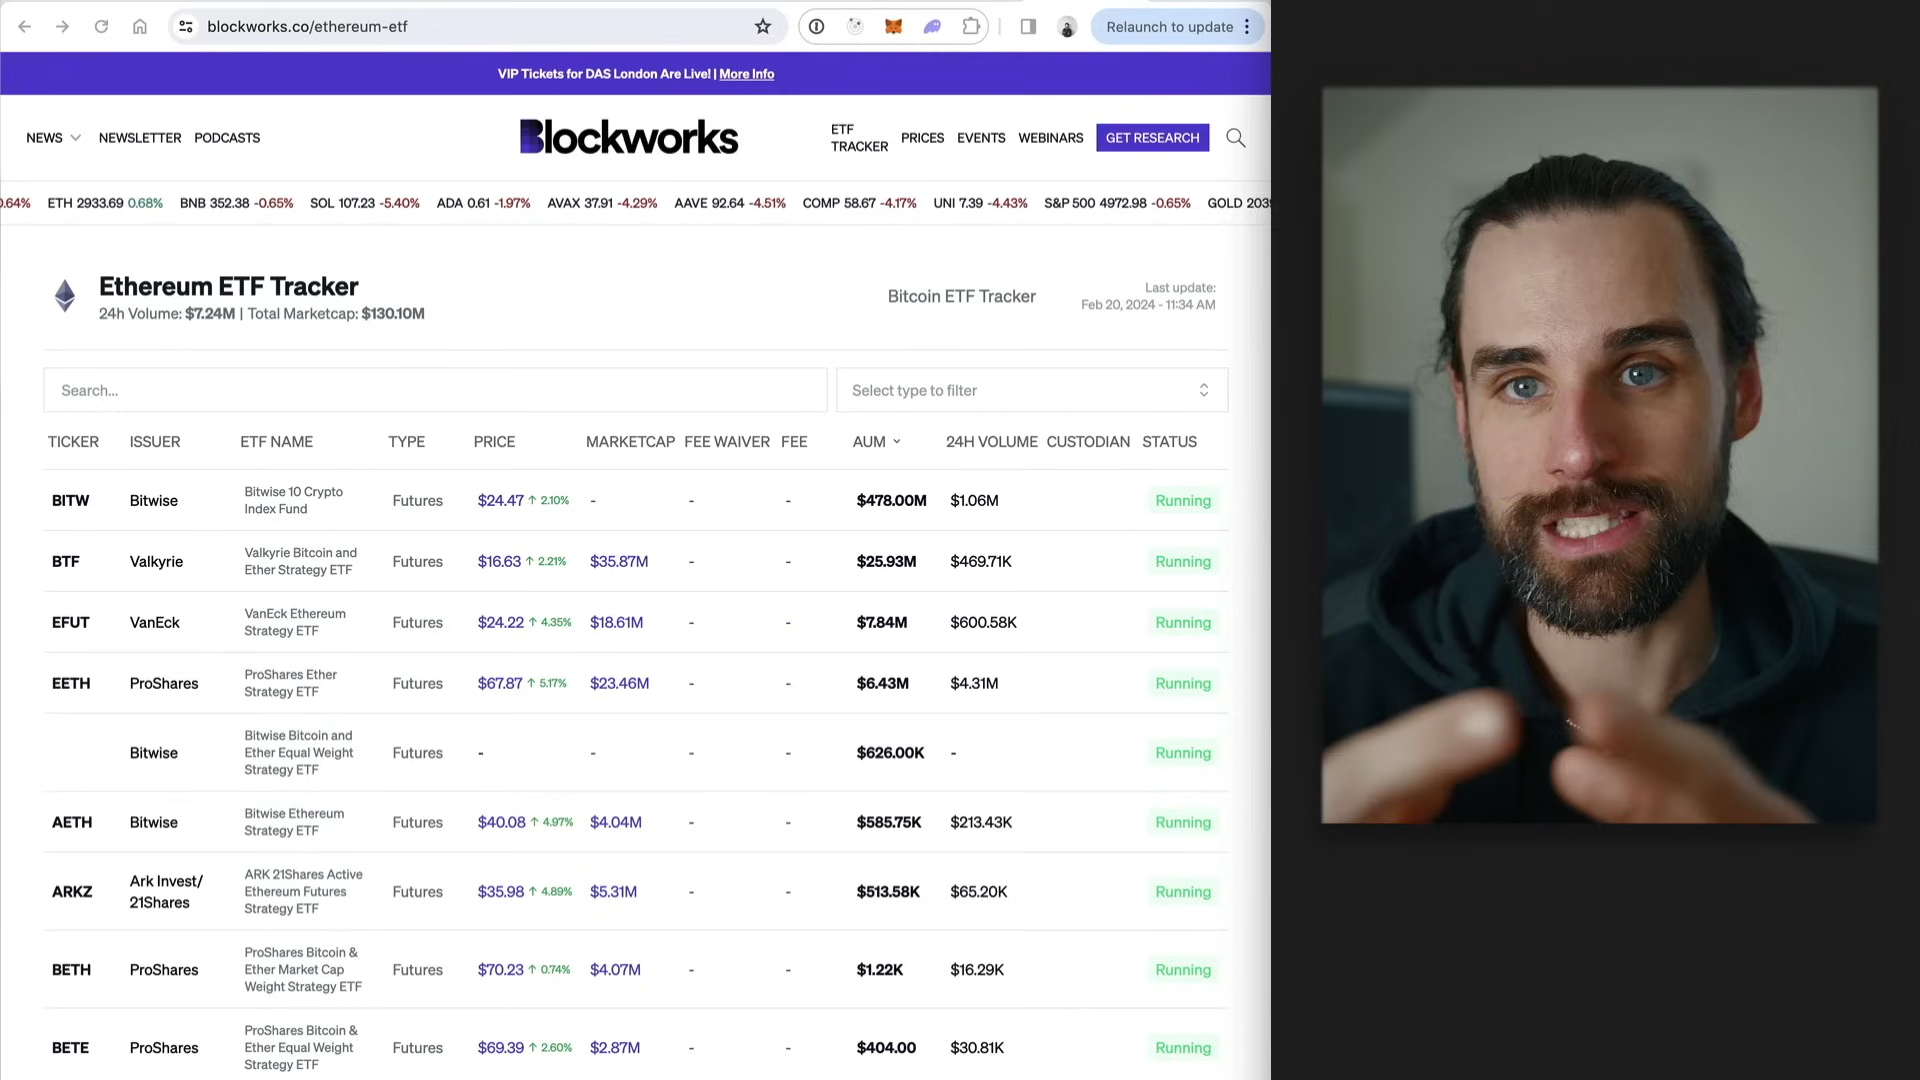 blockworks.co/ethereum-etf
Relaunch to update
VIP Tickets for DAS London Are Live! | More Info
NEWS NEWSLETTER PODCASTS
Blockworks
ETF TRACKER PRICES EVENTS WEBINARS GET RESEARCH
0.64% ETH 2933.69 0.68% BNB 352.38 -0.65% SOL 107.23 -5.40% ADA 0.61 -1.97% AVAX 37.91 -4.29% AAVE 92.64 -4.51% COMP 58.67 -4.17% UNI 7.39 -4.43% S&P 500 4972.98 -0.65% GOLD 203
Ethereum ETF Tracker
24h Volume: $7.24M | Total Marketcap: $130.10M
Bitcoin ETF Tracker
Last update:
Feb 20, 2024 - 11:34 AM
Search...
Select type to filter
TICKER ISSUER ETF NAME TYPE PRICE MARKETCAP FEE WAIVER FEE AUM 24H VOLUME CUSTODIAN STATUS
BITW Bitwise Bitwise 10 Crypto Index Fund Futures $24.47 ↑ 2.10% - - - $478.00M $1.06M Running
BTF Valkyrie Valkyrie Bitcoin and Ether Strategy ETF Futures $16.63 ↑ 2.21% $35.87M - - $25.93M $469.71K Running
EFUT VanEck VanEck Ethereum Strategy ETF Futures $24.22 ↑ 4.35% $18.61M - - $7.84M $600.58K Running
EETH ProShares ProShares Ether Strategy ETF Futures $67.87 ↑ 5.17% $23.46M - - $6.43M $4.31M Running
Bitwise Bitwise Bitcoin and Ether Equal Weight Strategy ETF Futures - - - - $626.00K - Running
AETH Bitwise Bitwise Ethereum Strategy ETF Futures $40.08 ↑ 4.97% $4.04M - - $585.75K $213.43K Running
ARKZ Ark Invest/ 21Shares ARK 21Shares Active Ethereum Futures Strategy ETF Futures $35.98 ↑ 4.89% $5.31M - - $513.58K $65.20K Running
BETH ProShares ProShares Bitcoin & Ether Market Cap Weight Strategy ETF Futures $70.23 ↑ 0.74% $4.07M - - $1.22K $16.29K Running
BETE ProShares ProShares Bitcoin & Ether Equal Weight Strategy ETF Futures $69.39 ↑ 2.60% $2.87M - - $404.00 $30.81K Running